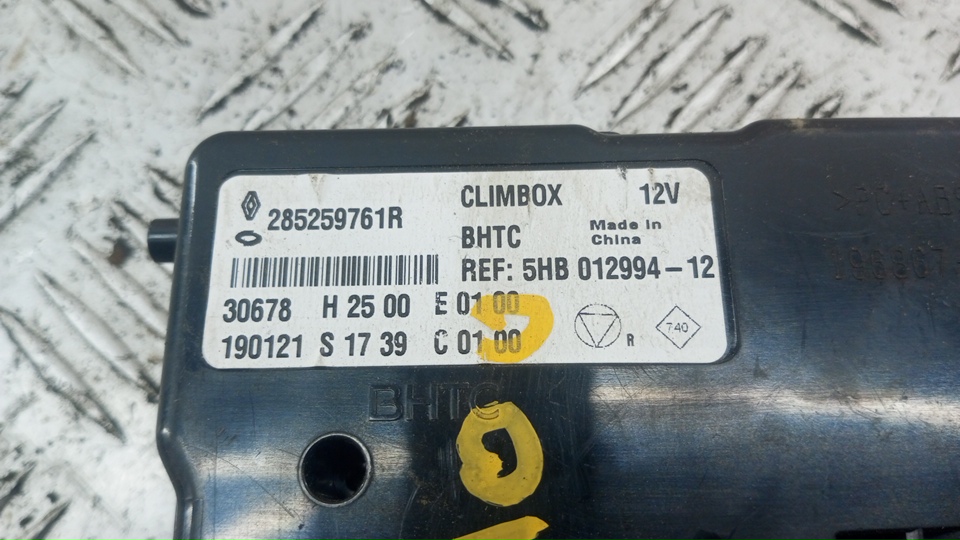 285259761R
CLIMBOX 12V
BHTC Made in China
REF: 5HB 012994-12
30678 H 25 00 E 01 00
190121 S 17 39 C 01 00
R
740
BHTC